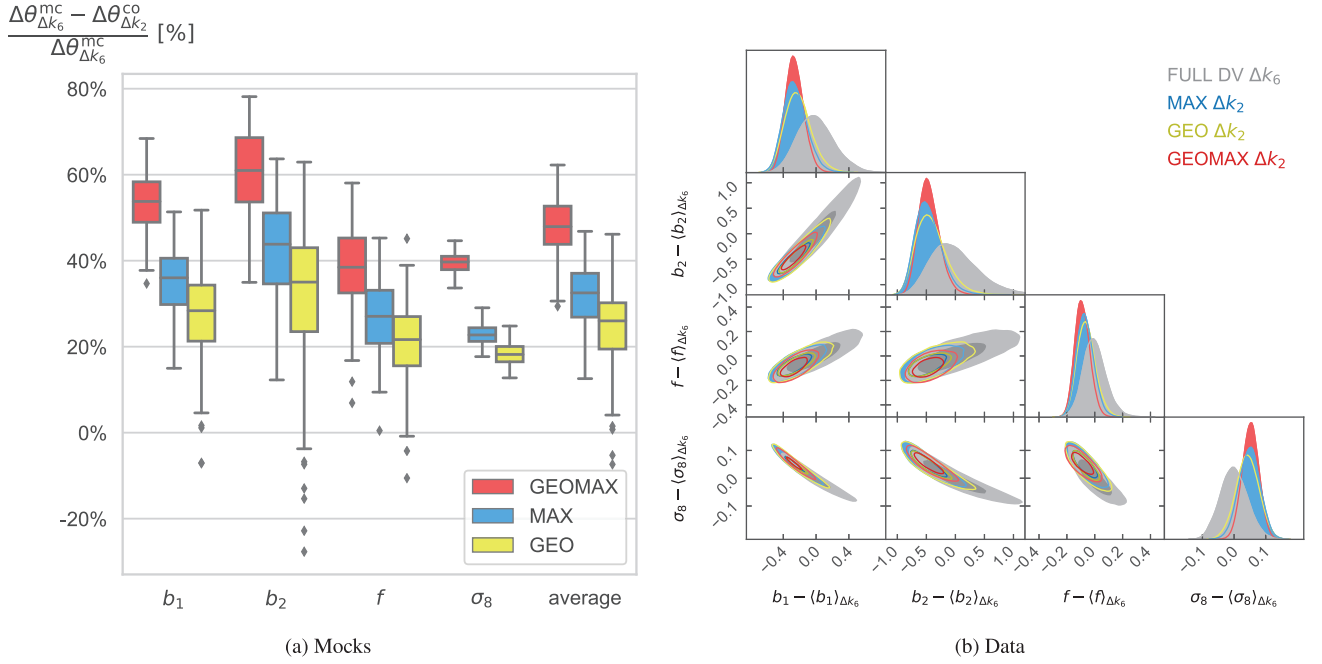 Δθ^mc_Δk₆ − Δθ^co_Δk₂ / Δθ^mc_Δk₆ [%]
80%
60%
40%
20%
0%
-20%
GEOMAX
MAX
GEO
b₁ b₂ f σ₈ average
(a) Mocks
FULL DV Δk₆
MAX Δk₂
GEO Δk₂
GEOMAX Δk₂
b₂ − ⟨b₂⟩Δk₆
1.0
0.5
0.0
−0.5
−1.0
f − ⟨f⟩Δk₆
0.4
0.2
0.0
−0.2
−0.4
σ₈ − ⟨σ₈⟩Δk₆
0.1
0.0
−0.1
−0.4 0.0 0.4 −1.0 −0.5 0.0 0.5 1.0 −0.4 −0.2 0.0 0.2 0.4 −0.1 0.0 0.1
b₁ − ⟨b₁⟩Δk₆ b₂ − ⟨b₂⟩Δk₆ f − ⟨f⟩Δk₆ σ₈ − ⟨σ₈⟩Δk₆
(b) Data